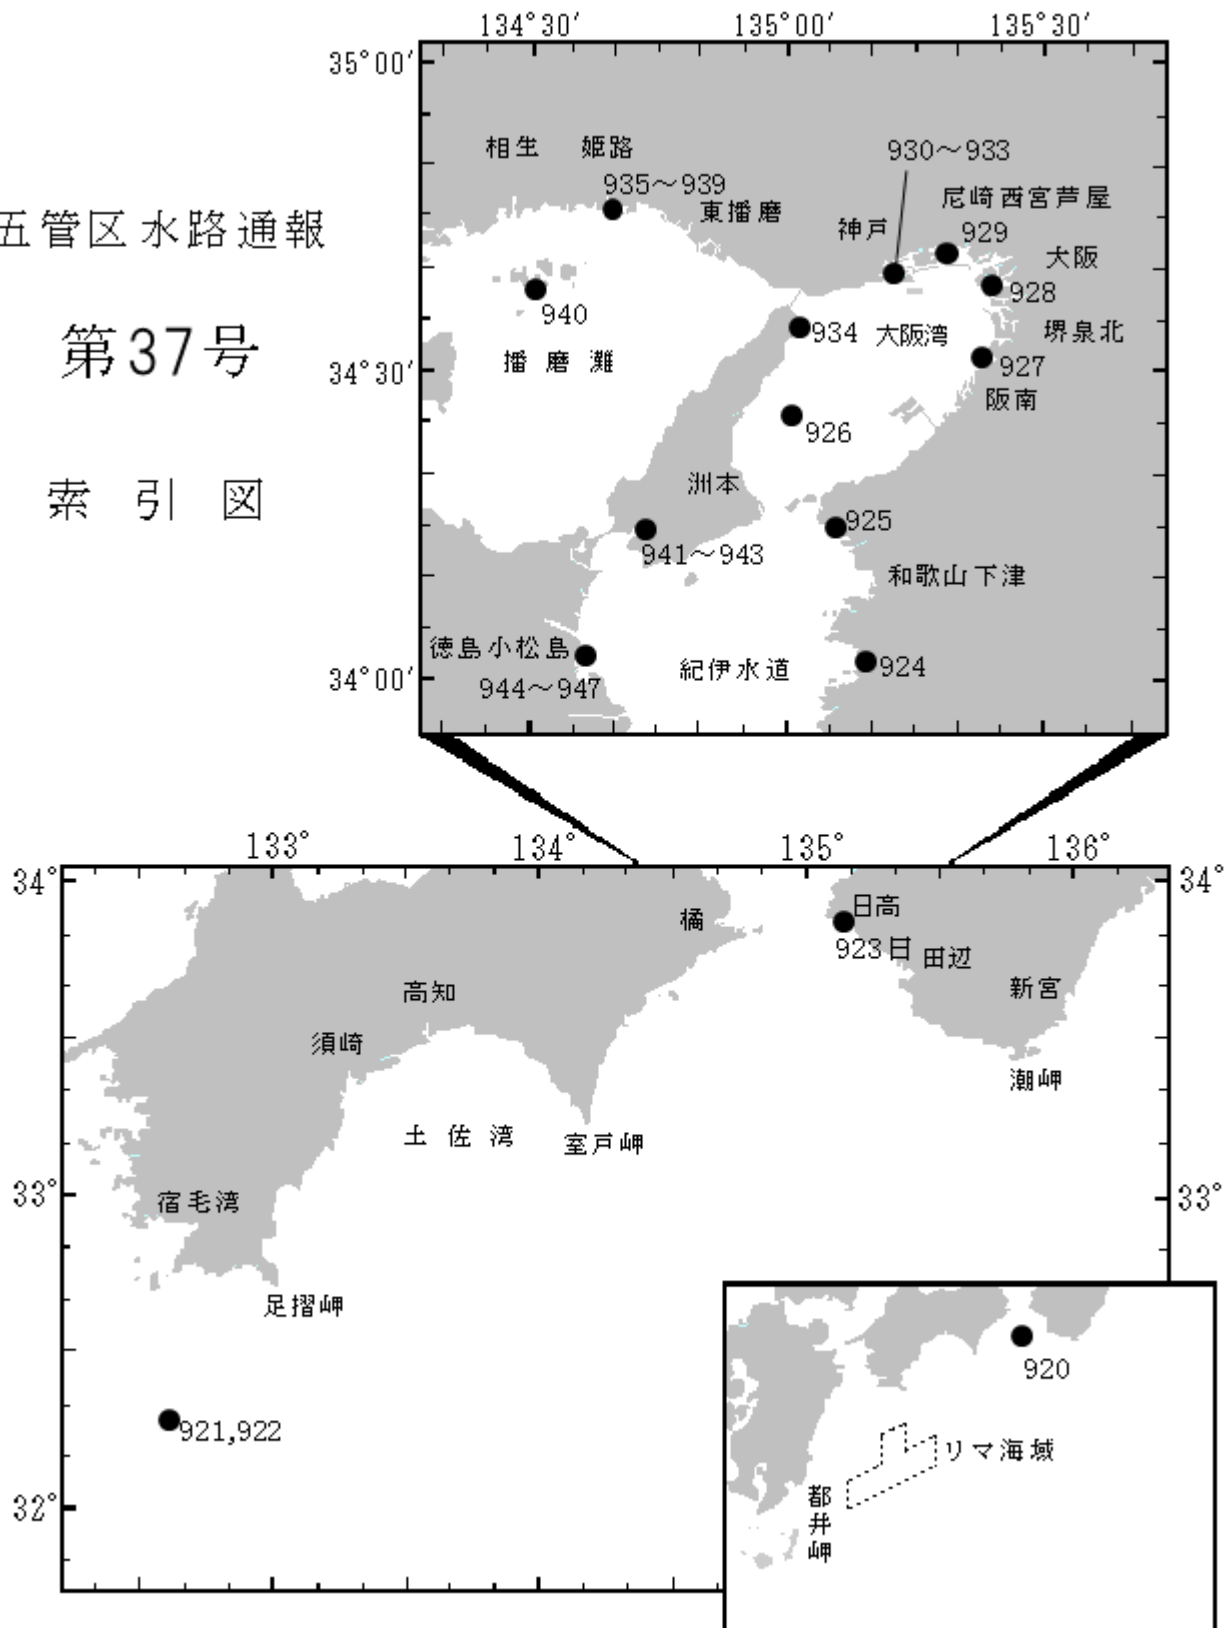 134°30′ 135°00′ 135°30′
35°00′
相生 姫路
930～933
935～939
尼崎西宮芦屋
東播磨
神戸
929
五管区水路通報
大阪
928
940
934
大阪湾
堺泉北
第37号
播磨灘
927
34°30′
阪南
926
索引図
洲本
925
941～943
和歌山下津
徳島小松島
紀伊水道
924
34°00′
944～947
133° 134° 135° 136°
34° 34°
橘
日高
923日
田辺
高知
新宮
須崎
潮岬
土佐湾
室戸岬
33° 33°
宿毛湾
足摺岬
920
921,922
リマ海域
32°
都井岬